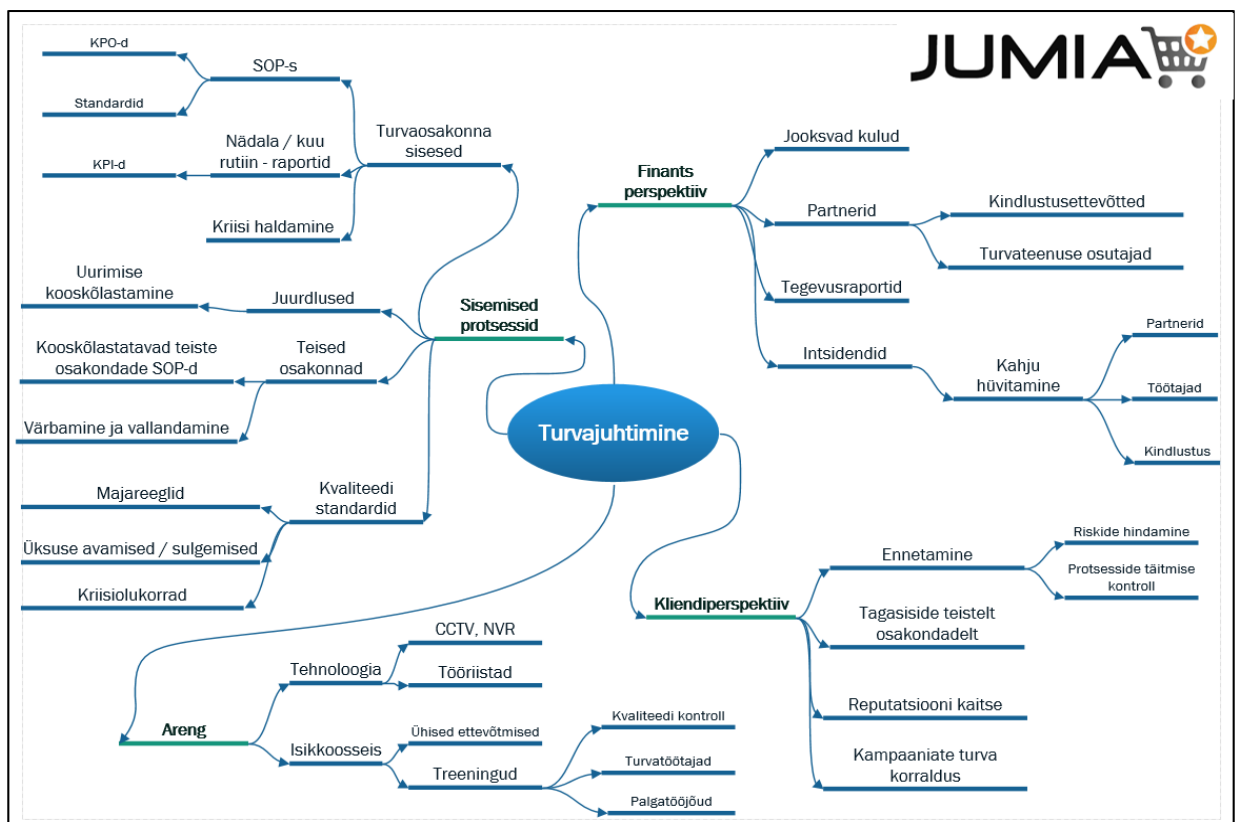 JUMIA
KPO-d
SOP-s
Standardid
Nädala / kuu
rutiin - raportid
KPI-d
Turvaosakonna
sisesed
Kriisi haldamine
Uurimise
kooskõlastamine
Juurdlused
Sisemised
protsessid
Kooskõlastatavad teiste
osakondade SOP-d
Teised
osakonnad
Värbamine ja vallandamine
Majareeglid
Kvaliteedi
standardid
Üksuse avamised / sulgemised
Kriisiolukorrad
Finants
perspektiiv
Jooksvad kulud
Partnerid
Kindlustusettevõtted
Turvateenuse osutajad
Tegevusraportid
Intsidendid
Kahju
hüvitamine
Partnerid
Töötajad
Kindlustus
Turvajuhtimine
Kliendiperspektiiv
Ennetamine
Riskide hindamine
Protsesside täitmise
kontroll
Tagasiside teistelt
osakondadelt
Reputatsiooni kaitse
Kampaaniate turva
korraldus
Areng
Tehnoloogia
CCTV, NVR
Tööriistad
Isikkoosseis
Ühised ettevõtmised
Treeningud
Kvaliteedi kontroll
Turvatöötajad
Palgatööjõud